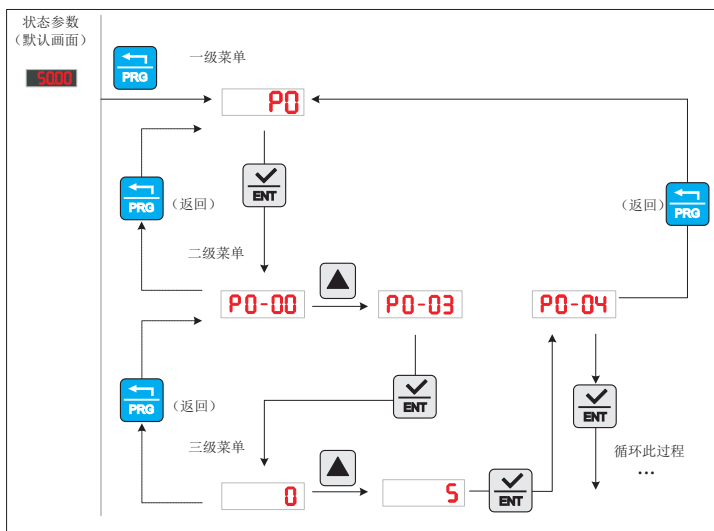 状态参数
（默认画面）
50.00
PRG
一级菜单
P0
PRG
（返回）
ENT
（返回）
PRG
二级菜单
P0-00
P0-03
P0-04
PRG
（返回）
ENT
ENT
三级菜单
循环此过程
...
0
5
ENT